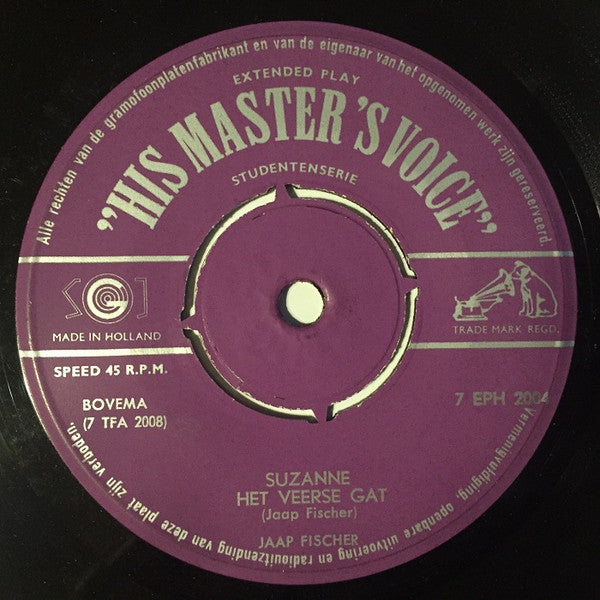 Alle rechten van de gramofoonplatenfabrikant en van de eigenaar van het opgenomen werk zijn gereserveerd.
EXTENDED PLAY
"HIS MASTER'S VOICE"
STUDENTENSERIE
SGJ
MADE IN HOLLAND
TRADE MARK REGD.
SPEED 45 R.P.M.
BOVEMA
(7 TFA 2008)
7 EPH 2004
SUZANNE
HET VEERSE GAT
(Jaap Fischer)
JAAP FISCHER
Vermenigvuldiging, openbare uitvoering en radiouitzending van deze plaat zijn verboden.